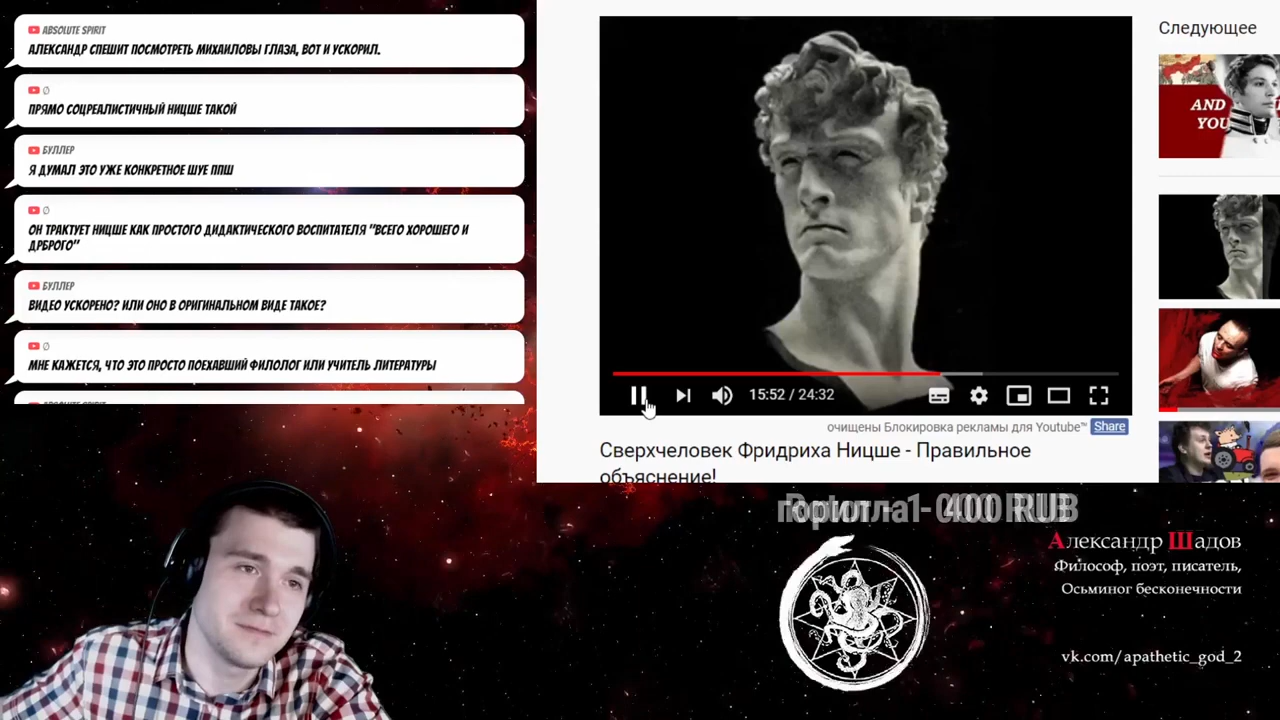 ABSOLUTE SPIRIT
АЛЕКСАНДР СПЕШИТ ПОСМОТРЕТЬ МИХАИЛОВЫ ГЛАЗА, ВОТ И УСКОРИЛ.
Ø
ПРЯМО СОЦРЕАЛИСТИЧНЫЙ НИЦШЕ ТАКОЙ
БУЛЛЕР
Я ДУМАЛ ЭТО УЖЕ КОНКРЕТНОЕ ШУЕ ППШ
Ø
ОН ТРАКТУЕТ НИЦШЕ КАК ПРОСТОГО ДИДАКТИЧЕСКОГО ВОСПИТАТЕЛЯ "ВСЕГО ХОРОШЕГО И
ДРБРОГО"
БУЛЛЕР
ВИДЕО УСКОРЕНО? ИЛИ ОНО В ОРИГИНАЛЬНОМ ВИДЕ ТАКОЕ?
Ø
МНЕ КАЖЕТСЯ, ЧТО ЭТО ПРОСТО ПОЕХАВШИЙ ФИЛОЛОГ ИЛИ УЧИТЕЛЬ ЛИТЕРАТУРЫ
15:52 / 24:32
очищены Блокировка рекламы для Youtube™ Share
Сверхчеловек Фридриха Ницше - Правильное
объяснение!
Следующее
AND
YOU
RUB
Александр Шадов
Философ, поэт, писатель,
Осьминог бесконечности
vk.com/apathetic_god_2